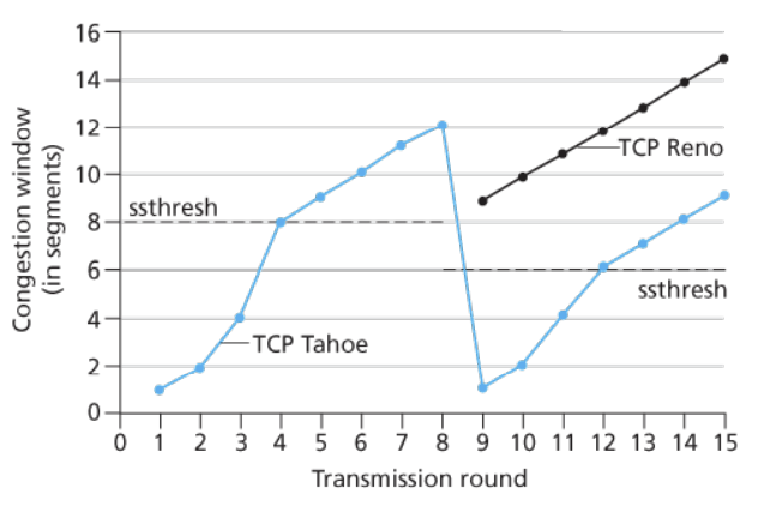 16
14
12
10
8
6
4
2
0
Congestion window
(in segments)
ssthresh
TCP Reno
ssthresh
TCP Tahoe
0 1 2 3 4 5 6 7 8 9 10 11 12 13 14 15
Transmission round